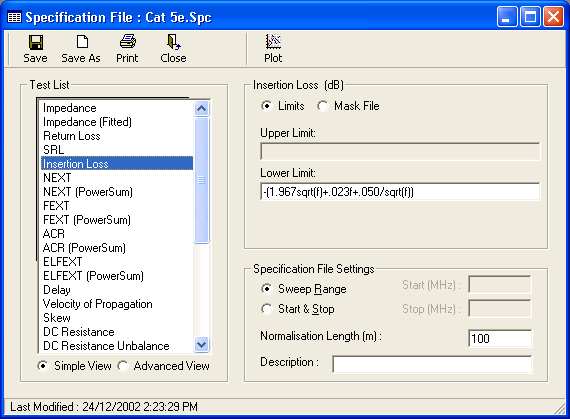 Specification File : Cat 5e.Spc
Save Save As Print Close Plot
Test List
Impedance
Impedance (Fitted)
Return Loss
SRL
Insertion Loss
NEXT
NEXT (PowerSum)
FEXT
FEXT (PowerSum)
ACR
ACR (PowerSum)
ELFEXT
ELFEXT (PowerSum)
Delay
Velocity of Propagation
Skew
DC Resistance
DC Resistance Unbalance
Simple View Advanced View
Insertion Loss (dB)
Limits Mask File
Upper Limit:
Lower Limit:
-(1.967sqrt(f)+.023f+.050/sqrt(f))
Specification File Settings
Sweep Range Start (MHz) :
Start & Stop Stop (MHz) :
Normalisation Length (m) : 100
Description :
Last Modified : 24/12/2002 2:23:29 PM